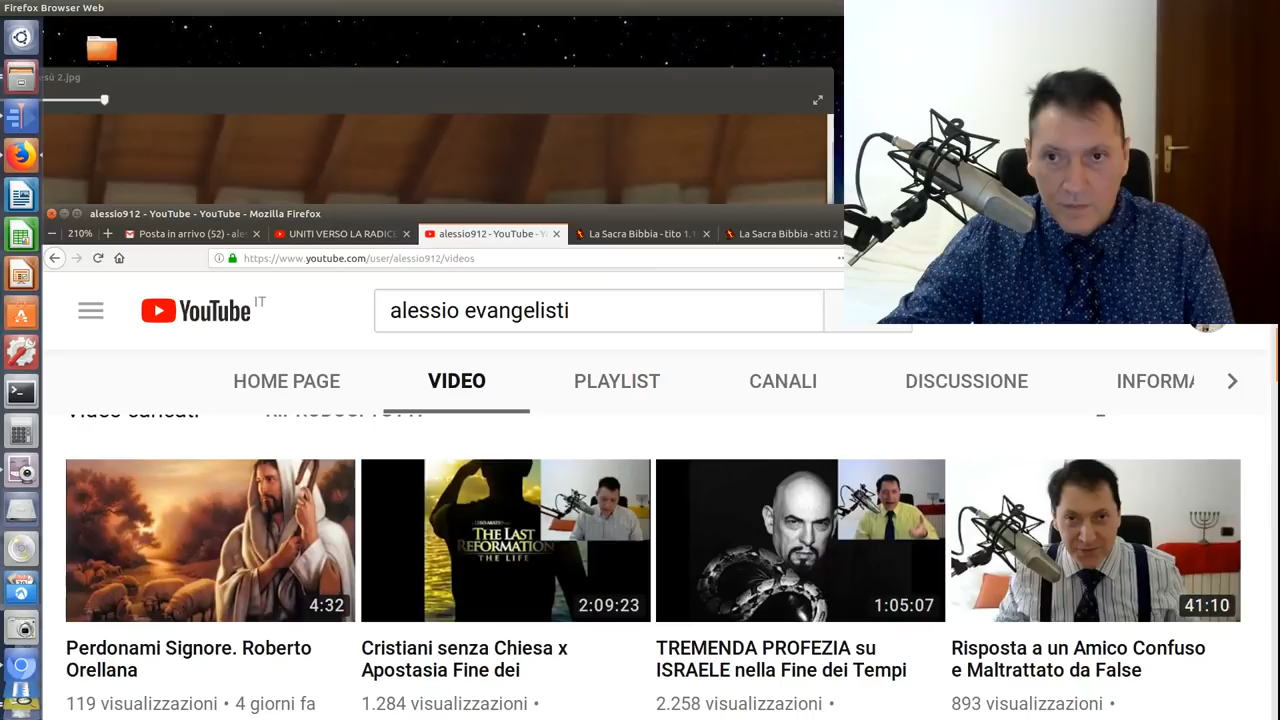 Firefox Browser Web
esù 2.jpg
alessio912 - YouTube - YouTube - Mozilla Firefox
210%
Posta in arrivo (52) - ale
UNITI VERSO LA RADICE
alessio912 - YouTube - Y
La Sacra Bibbia - tito 1.1
La Sacra Bibbia - atti 2
https://www.youtube.com/user/alessio912/videos
YouTube IT
alessio evangelisti
HOME PAGE
VIDEO
PLAYLIST
CANALI
DISCUSSIONE
INFORMA
THE LAST
REFORMATION
THE LIFE
4:32
2:09:23
1:05:07
41:10
Perdonami Signore. Roberto
Orellana
119 visualizzazioni • 4 giorni fa
Cristiani senza Chiesa x
Apostasia Fine dei
1.284 visualizzazioni •
TREMENDA PROFEZIA su
ISRAELE nella Fine dei Tempi
2.258 visualizzazioni •
Risposta a un Amico Confuso
e Maltrattato da False
893 visualizzazioni •